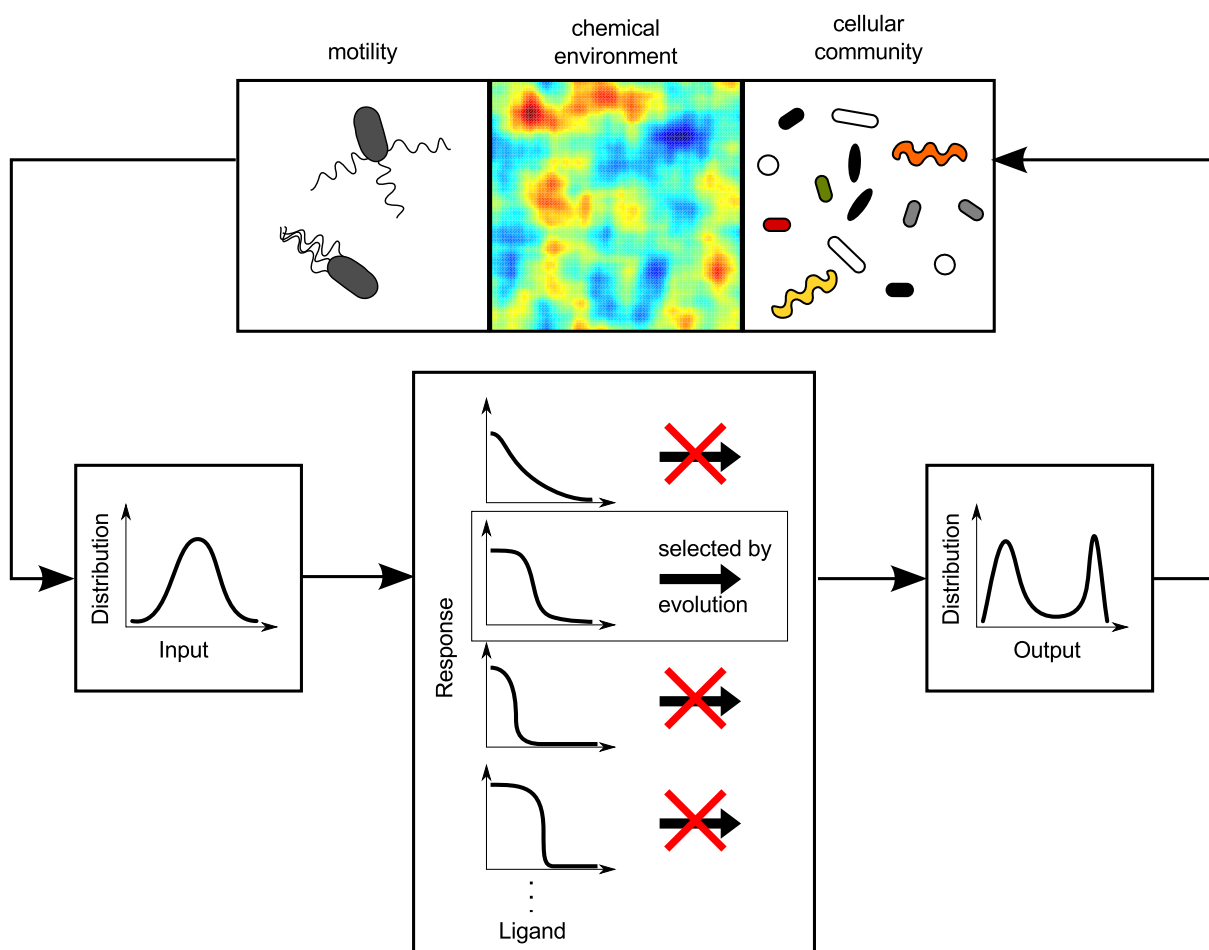 motility
chemical
environment
cellular
community
Distribution
Input
Response
selected by
evolution
Ligand
Distribution
Output